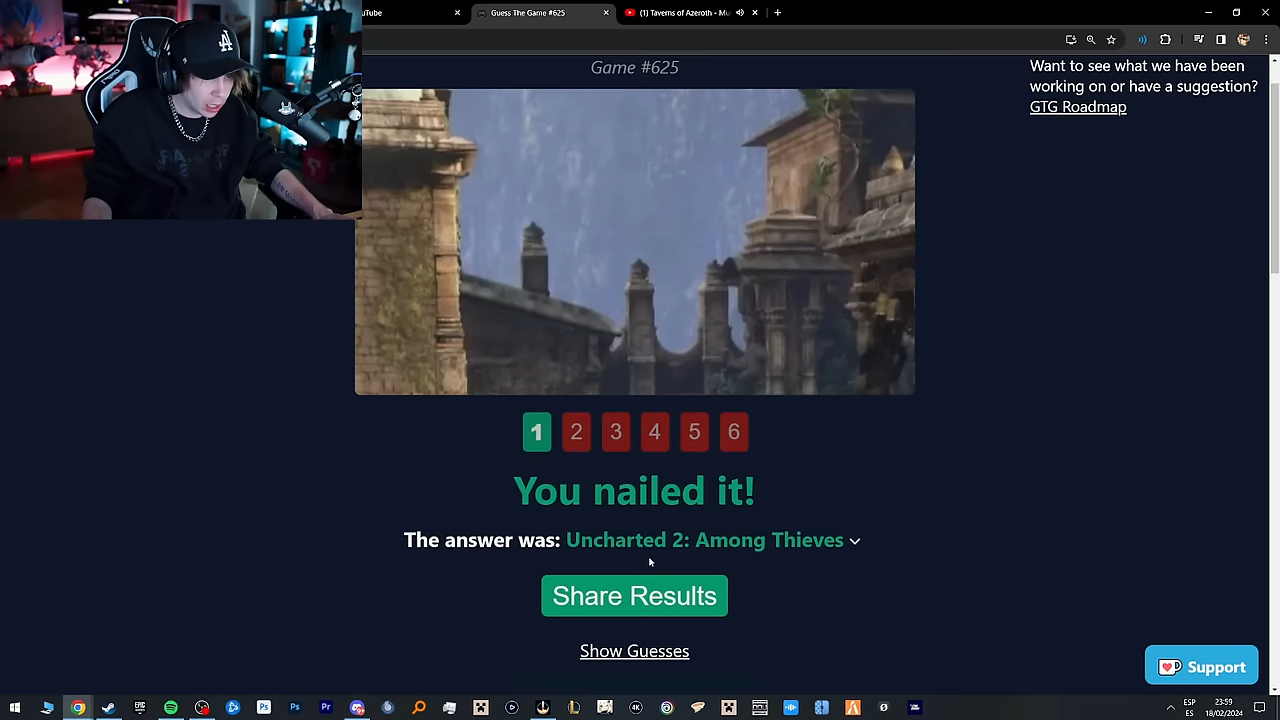 uTube
Guess The Game
(1) Taverns of Azeroth - Mu
Game #625
Want to see what we have been
working on or have a suggestion?
GTG Roadmap
1 2 3 4 5 6
You nailed it!
The answer was: Uncharted 2: Among Thieves
Share Results
Show Guesses
Support
ESP
ES
23:59
18/02/2024